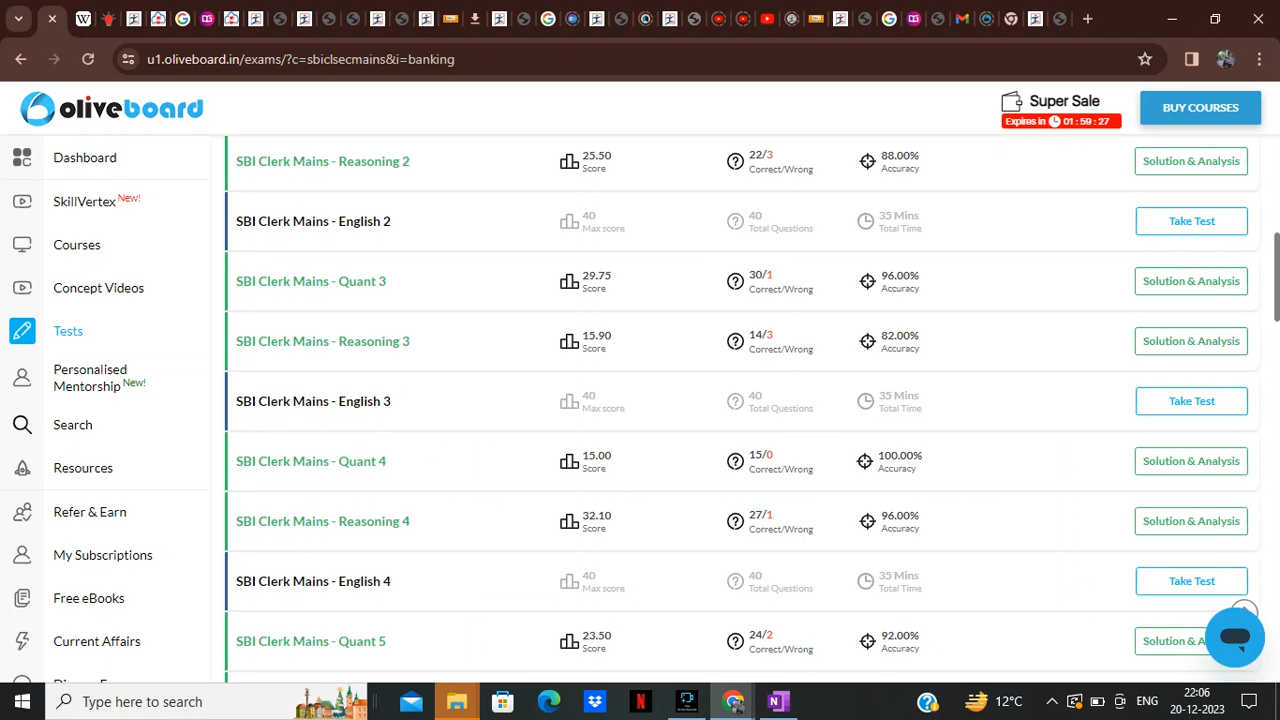 u1.oliveboard.in/exams/?c=sbiclsecmains&i=banking
oliveboard
Super Sale
Expires in 01 : 59 : 27
BUY COURSES
Dashboard
SkillVertex New!
Courses
Concept Videos
Tests
Personalised
Mentorship New!
Search
Resources
Refer & Earn
My Subscriptions
Free eBooks
Current Affairs
SBI Clerk Mains - Reasoning 2
25.50
Score
22/3
Correct/Wrong
88.00%
Accuracy
Solution & Analysis
SBI Clerk Mains - English 2
40
Max score
40
Total Questions
35 Mins
Total Time
Take Test
SBI Clerk Mains - Quant 3
29.75
Score
30/1
Correct/Wrong
96.00%
Accuracy
Solution & Analysis
SBI Clerk Mains - Reasoning 3
15.90
Score
14/3
Correct/Wrong
82.00%
Accuracy
Solution & Analysis
SBI Clerk Mains - English 3
40
Max score
40
Total Questions
35 Mins
Total Time
Take Test
SBI Clerk Mains - Quant 4
15.00
Score
15/0
Correct/Wrong
100.00%
Accuracy
Solution & Analysis
SBI Clerk Mains - Reasoning 4
32.10
Score
27/1
Correct/Wrong
96.00%
Accuracy
Solution & Analysis
SBI Clerk Mains - English 4
40
Max score
40
Total Questions
35 Mins
Total Time
Take Test
SBI Clerk Mains - Quant 5
23.50
Score
24/2
Correct/Wrong
92.00%
Accuracy
Solution & A
Type here to search
12°C
ENG
22:06
20-12-2023